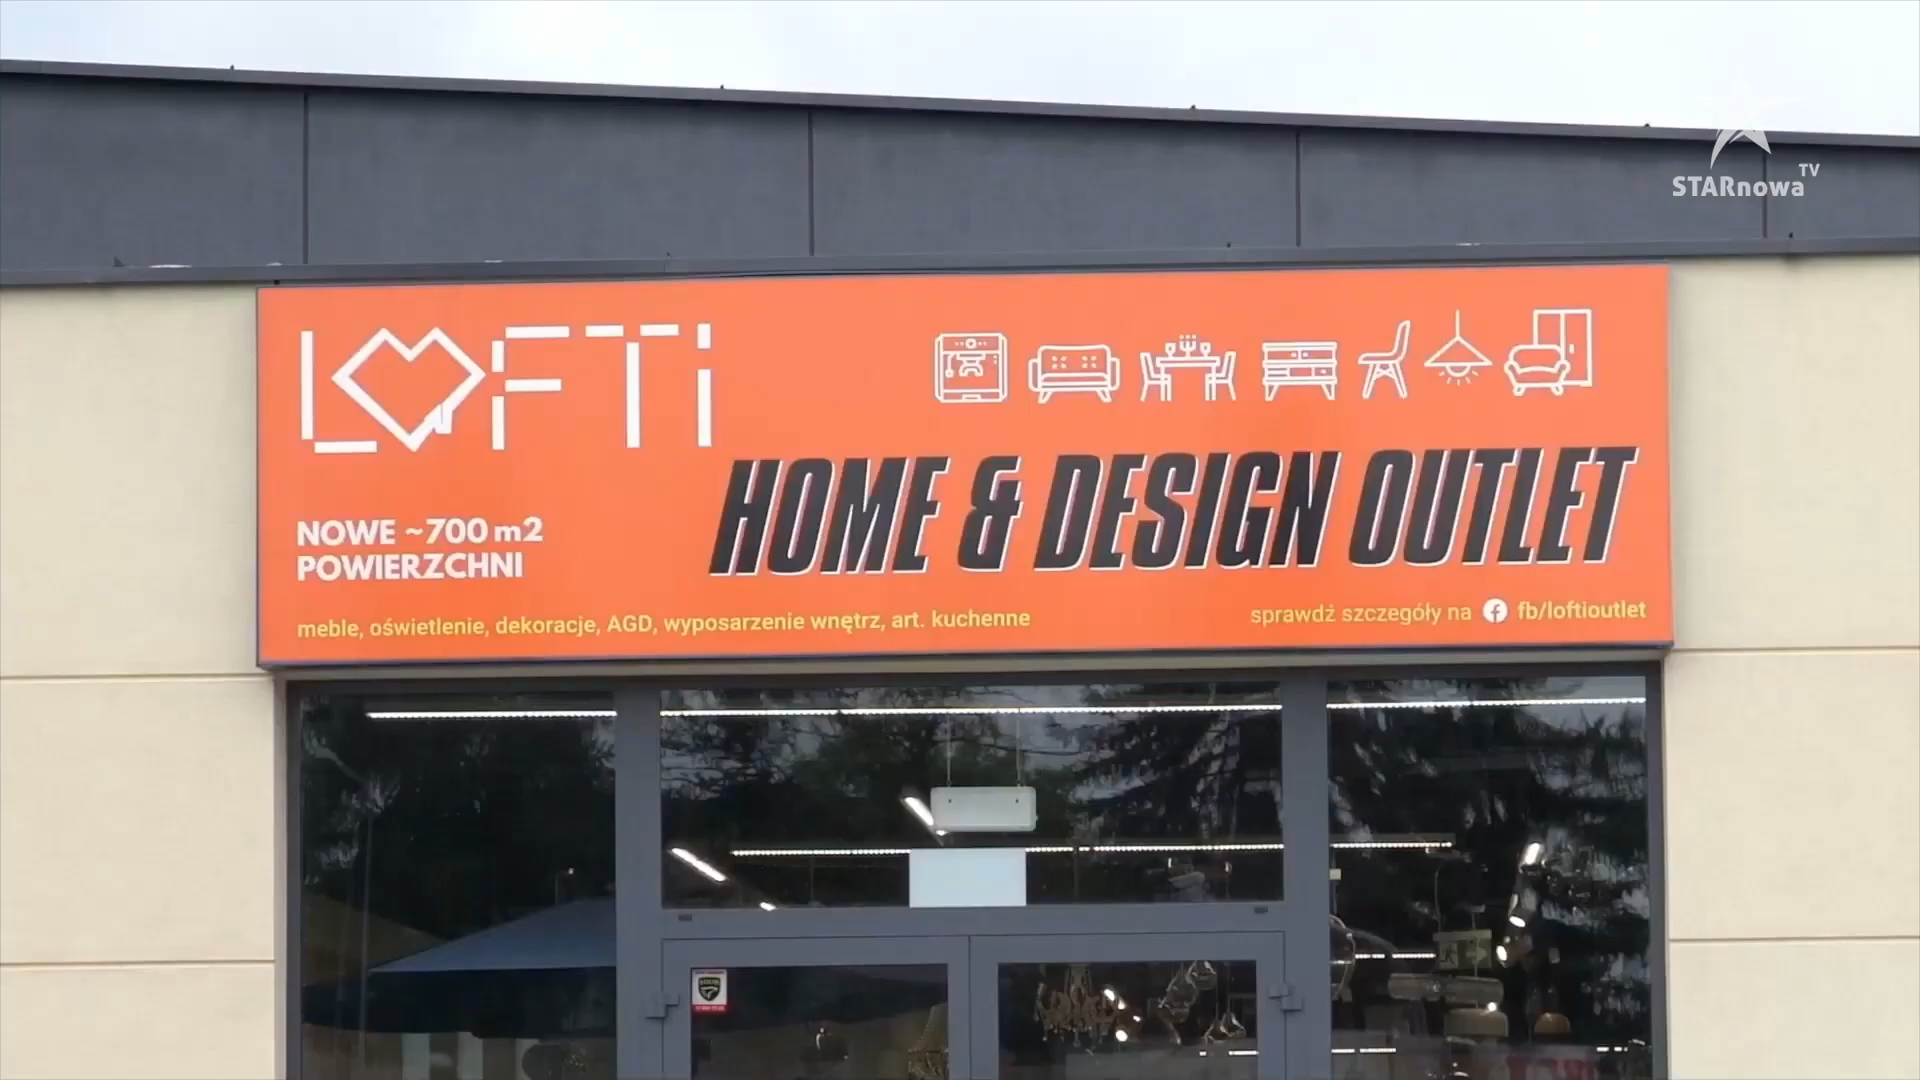 STARnowa TV
LOFTi
HOME & DESIGN OUTLET
NOWE ~700 m2
POWIERZCHNI
meble, oświetlenie, dekoracje, AGD, wyposarzenie wnętrz, art. kuchenne
sprawdź szczegóły na fb/loftioutlet